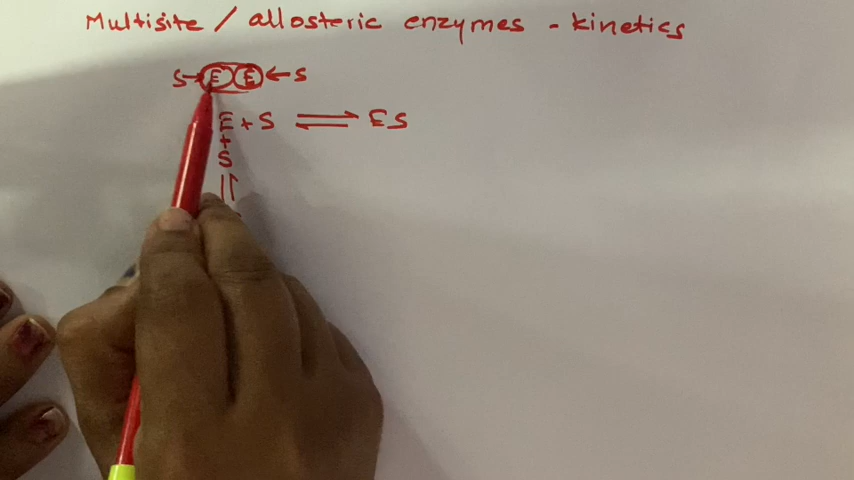 Multisite / allosteric enzymes - kinetics
S → E E ← S
E + S ⇌ ES
+
S
⇌